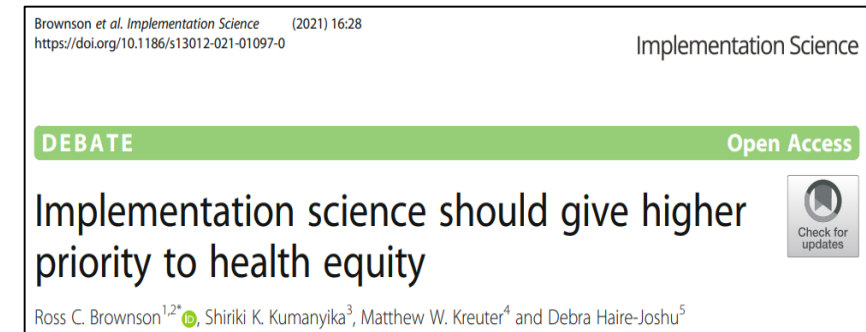 Brownson et al. Implementation Science (2021) 16:28
https://doi.org/10.1186/s13012-021-01097-0
Implementation Science
DEBATE Open Access
Implementation science should give higher
priority to health equity
Check for
updates
Ross C. Brownson1,2* iD, Shiriki K. Kumanyika3, Matthew W. Kreuter4 and Debra Haire-Joshu5